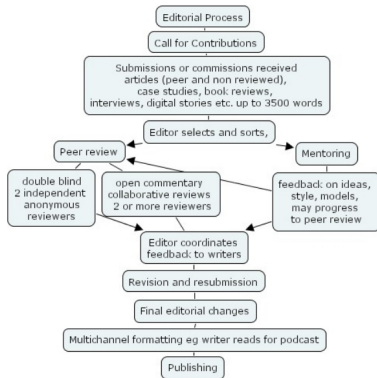 Editorial Process
Call for Contributions
Submissions or commissions received
articles (peer and non reviewed),
case studies, book reviews,
interviews, digital stories etc. up to 3500 words
Editor selects and sorts,
Peer review
Mentoring
double blind
2 independent
anonymous
reviewers
open commentary
collaborative reviews
2 or more reviewers
feedback on ideas,
style, models,
may progress
to peer review
Editor coordinates
feedback to writers
Revision and resubmission
Final editorial changes
Multichannel formatting eg writer reads for podcast
Publishing